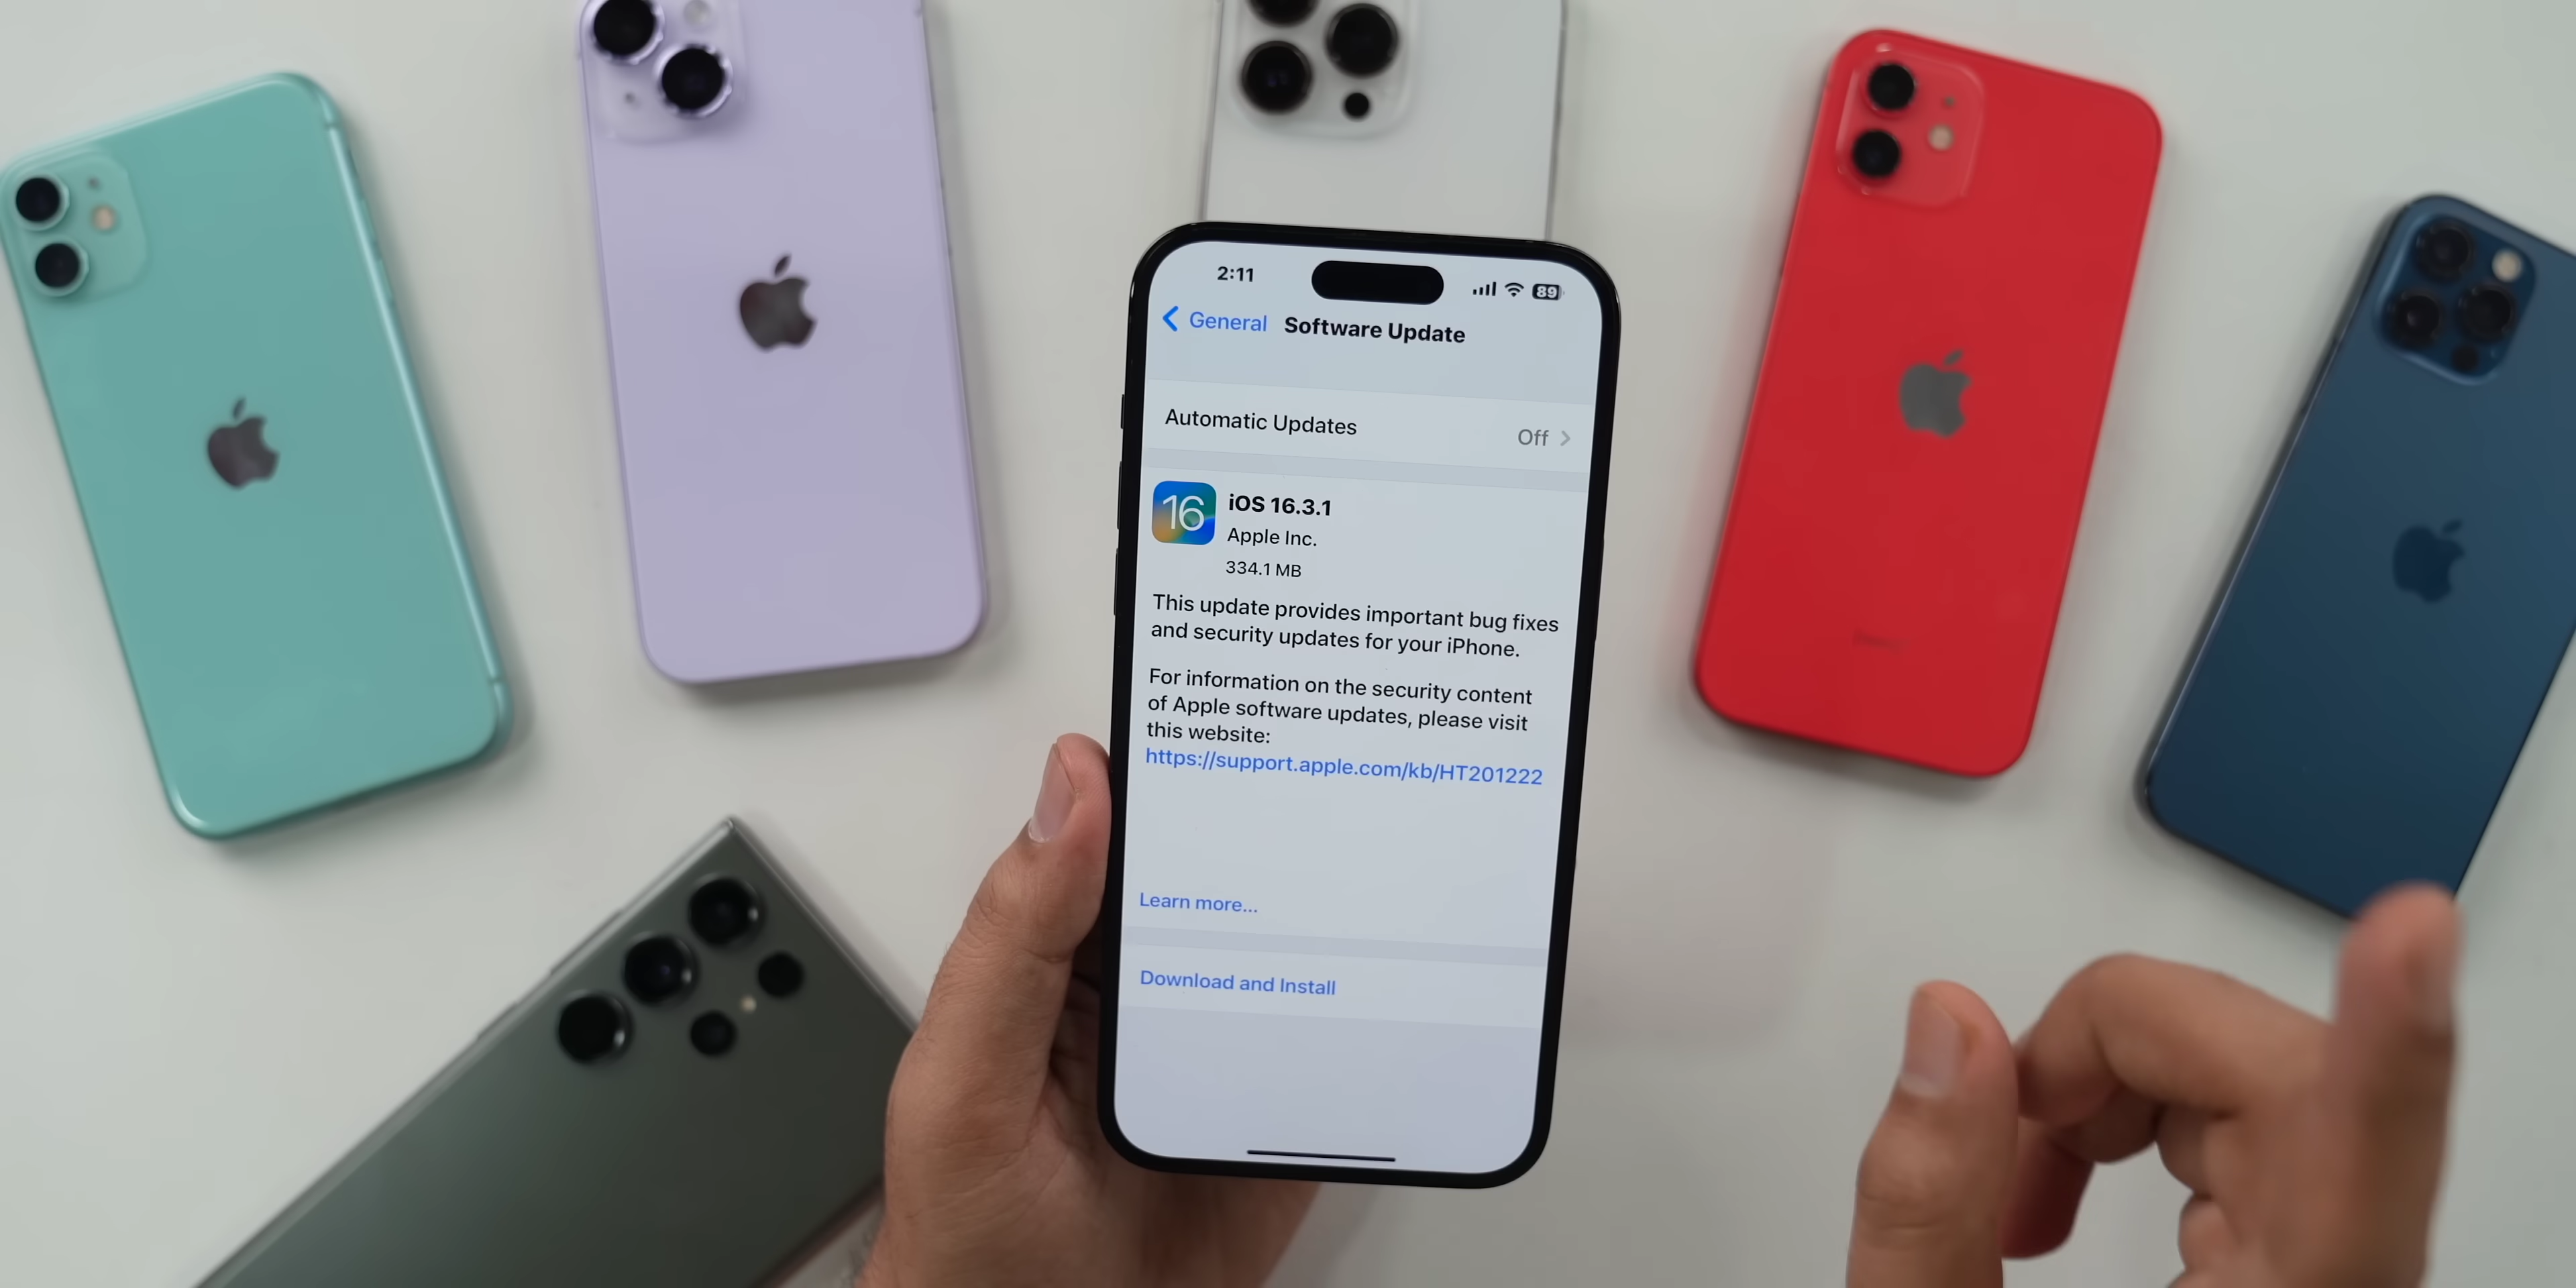 2:11
89
General Software Update
Automatic Updates Off
16
iOS 16.3.1
Apple Inc.
334.1 MB
This update provides important bug fixes
and security updates for your iPhone.
For information on the security content
of Apple software updates, please visit
this website:
https://support.apple.com/kb/HT201222
Learn more...
Download and Install